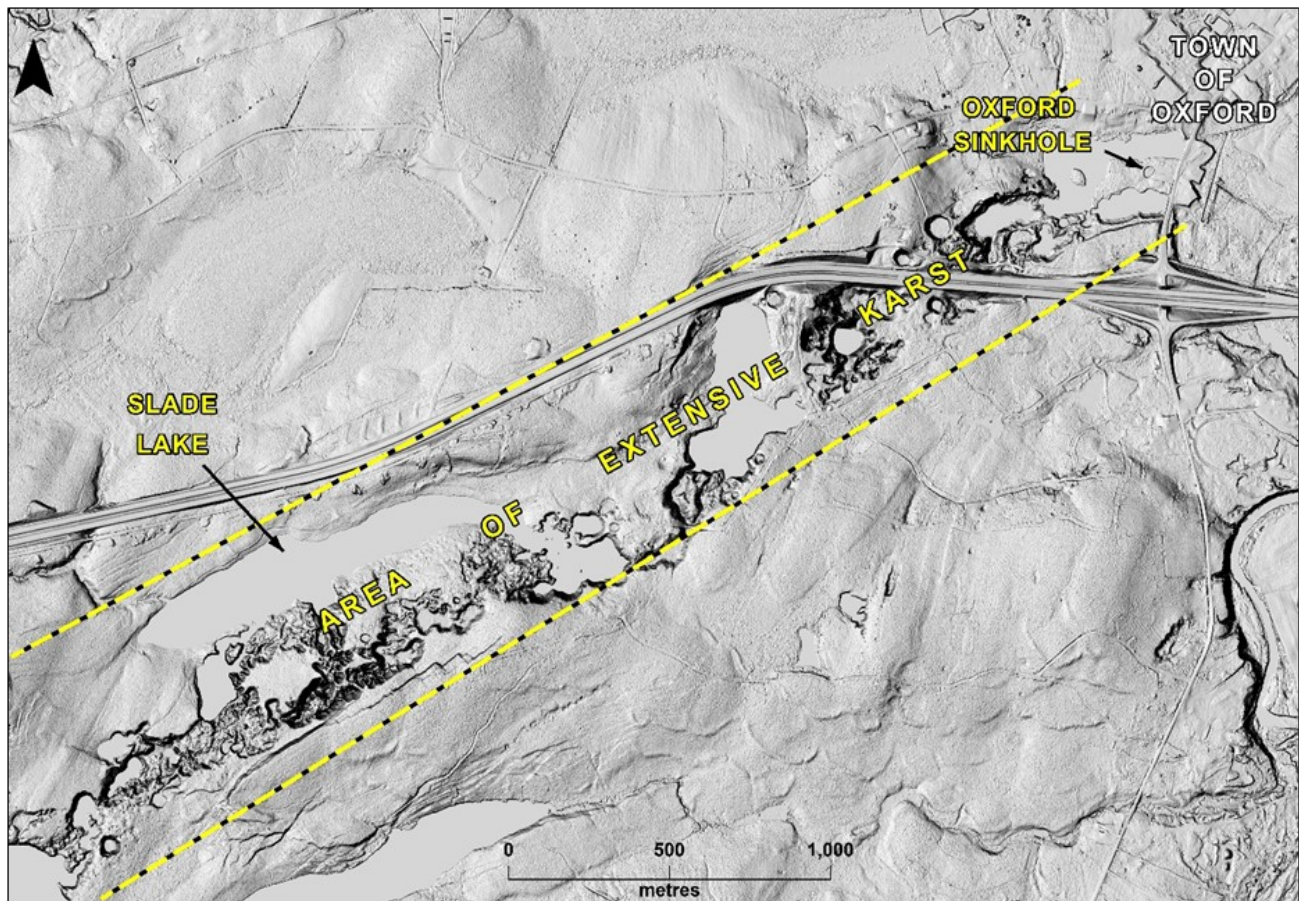 TOWN
OF
OXFORD
OXFORD
SINKHOLE
SLADE
LAKE
AREA OF EXTENSIVE KARST
0 500 1,000
metres